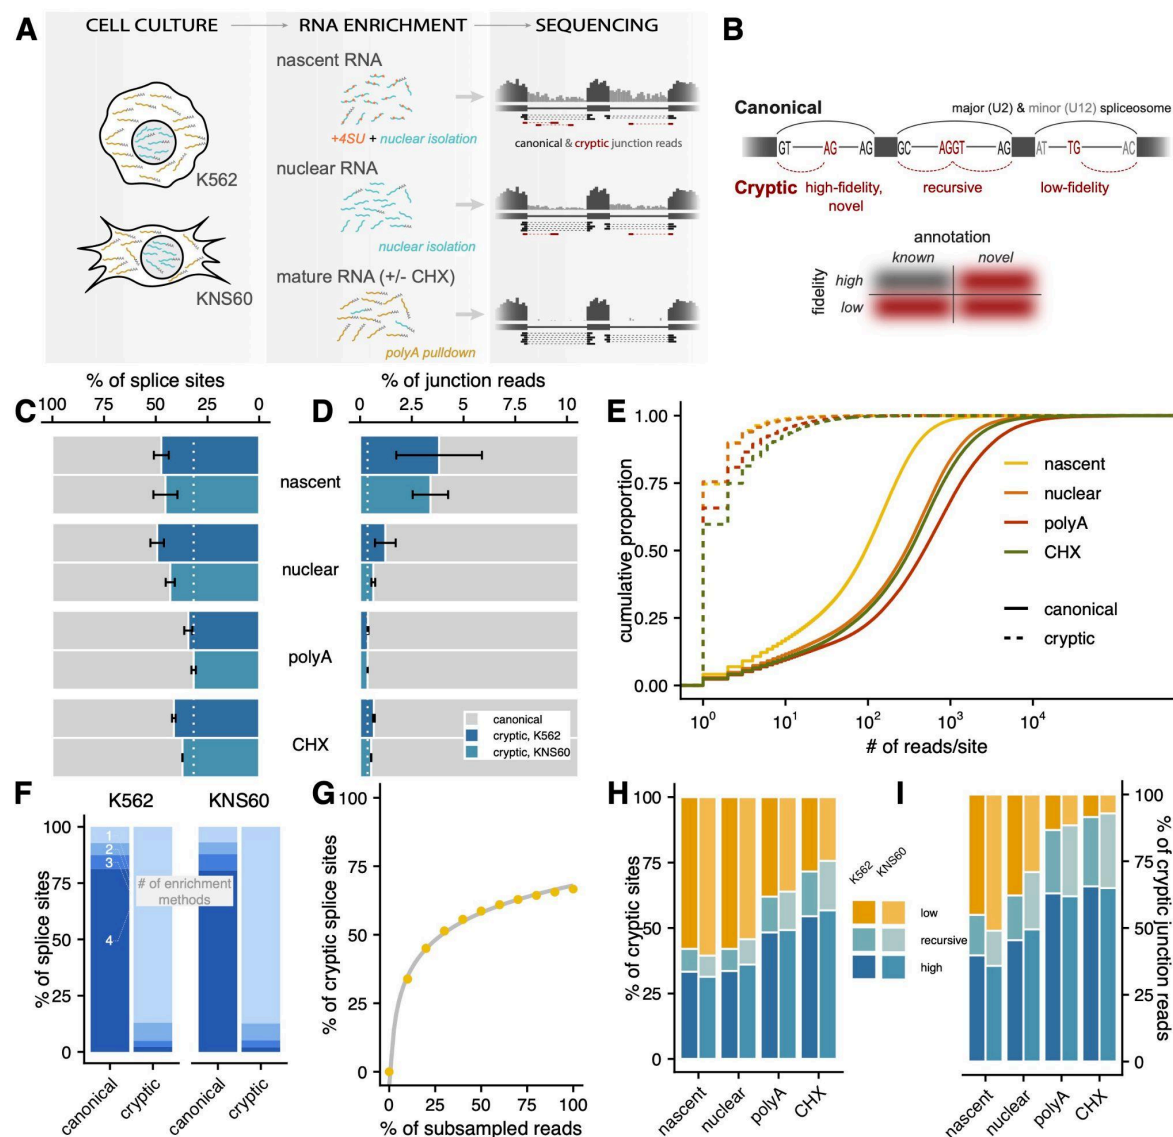 A
CELL CULTURE
RNA ENRICHMENT
SEQUENCING
K562
KNS60
nascent RNA
+4SU + nuclear isolation
nuclear RNA
nuclear isolation
mature RNA (+/- CHX)
polyA pulldown
canonical & cryptic junction reads
B
Canonical
major (U2) & minor (U12) spliceosome
GT AG AG GC AGGT AG AT TG AC
Cryptic high-fidelity, recursive low-fidelity
novel
annotation
known novel
fidelity
high
low
C
% of splice sites
100 75 50 25 0
D
% of junction reads
0 2.5 5 7.5 10
nascent
nuclear
polyA
CHX
canonical
cryptic, K562
cryptic, KNS60
E
cumulative proportion
1.00
0.75
0.50
0.25
0.00
10⁰ 10¹ 10² 10³ 10⁴
# of reads/site
nascent
nuclear
polyA
CHX
canonical
cryptic
F
K562 KNS60
% of splice sites
100
75
50
25
0
1
2
3
4
# of enrichment
methods
canonical cryptic canonical cryptic
G
% of cryptic splice sites
100
75
50
25
0
0 25 50 75 100
% of subsampled reads
H
% of cryptic sites
100
75
50
25
0
nascent nuclear polyA CHX
K562 KNS60
low
recursive
high
I
100
75
50
25
0
% of cryptic junction reads
nascent nuclear polyA CHX